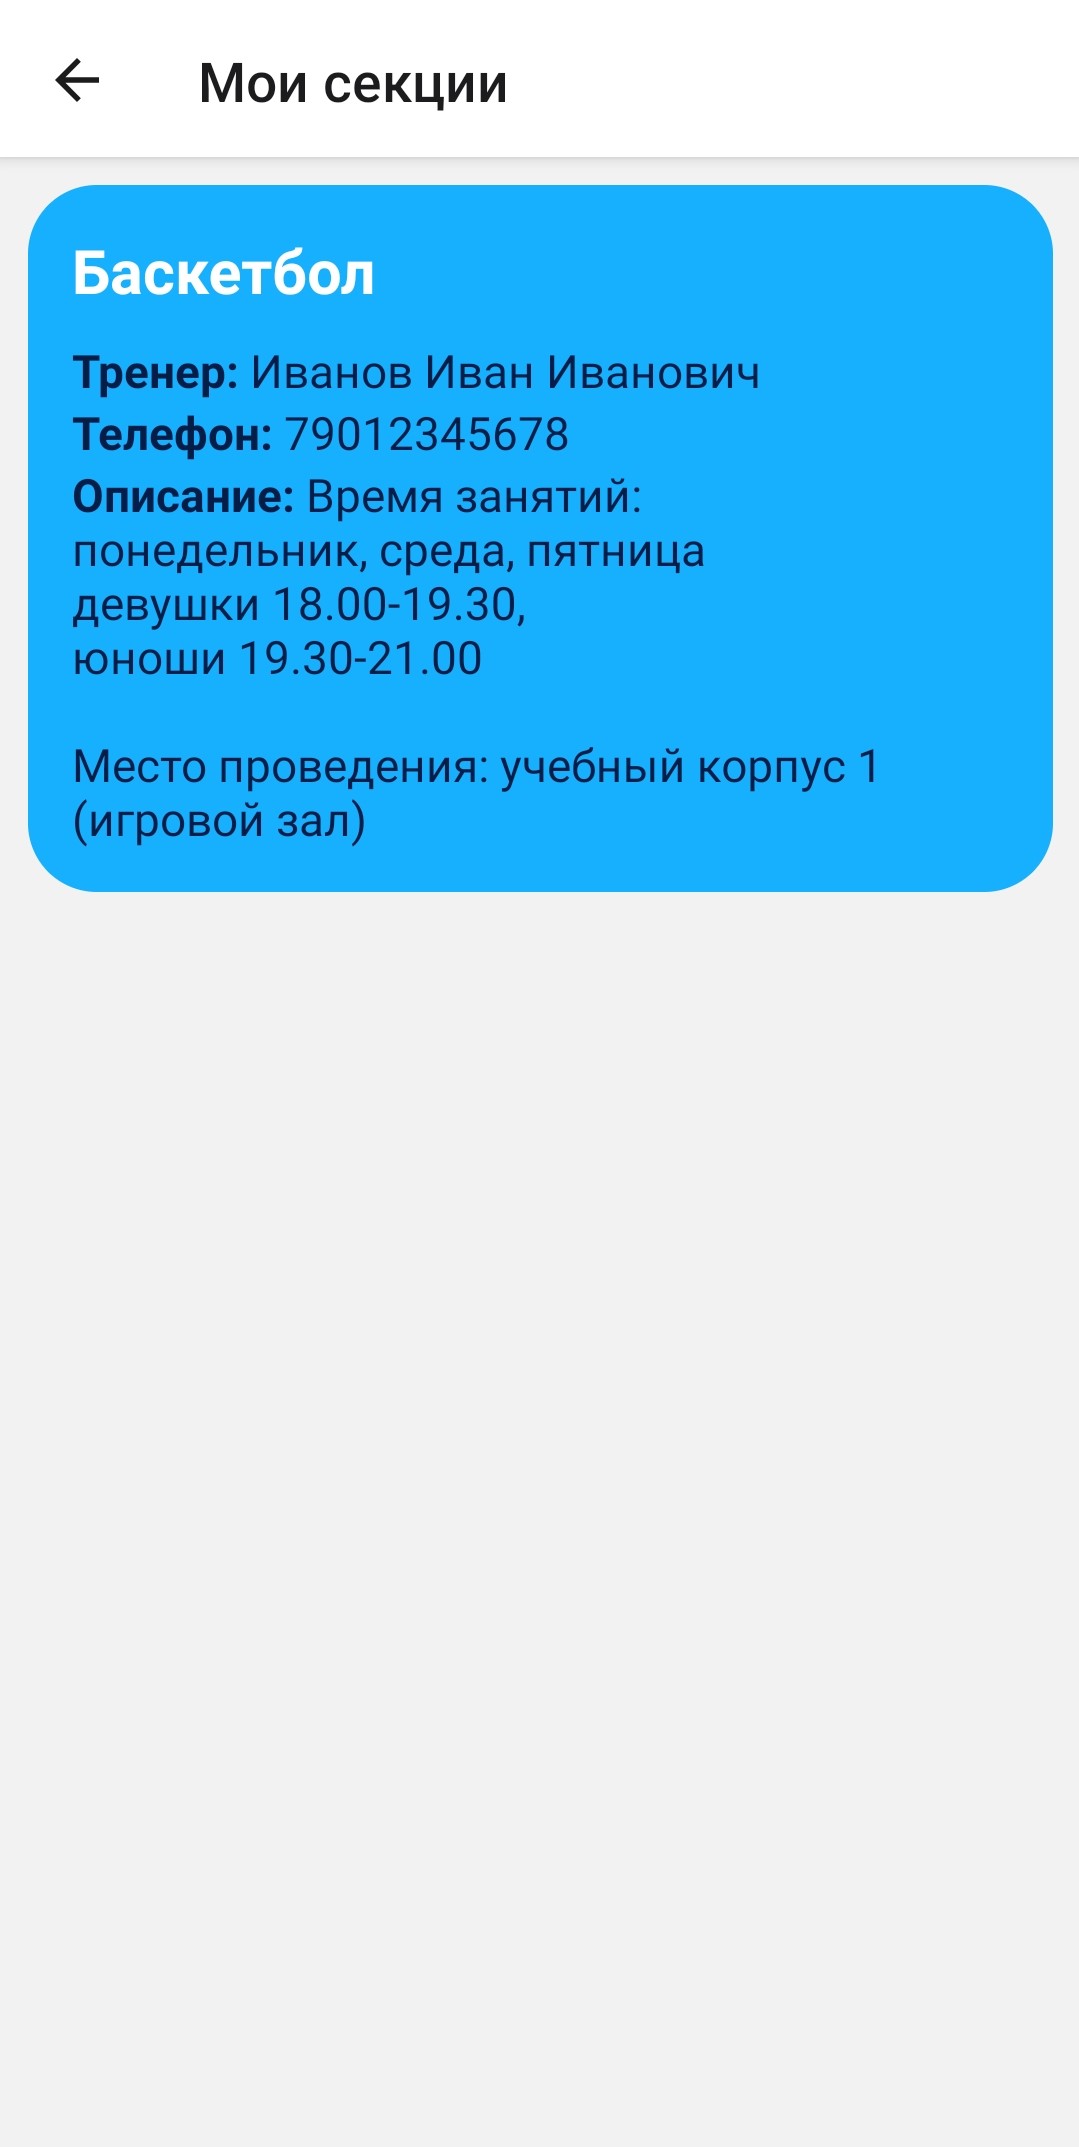 Мои секции
Баскетбол
Тренер: Иванов Иван Иванович
Телефон: 79012345678
Описание: Время занятий:
понедельник, среда, пятница
девушки 18.00-19.30,
юноши 19.30-21.00
Место проведения: учебный корпус 1
(игровой зал)